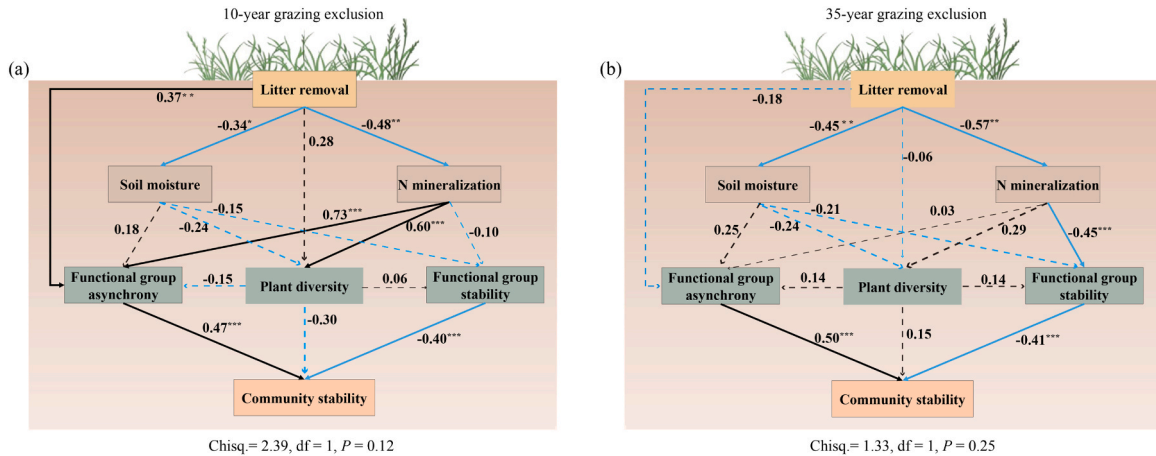 10-year grazing exclusion
(a)
Litter removal
0.37**
-0.34*
-0.48**
0.28
Soil moisture
N mineralization
-0.15
0.73***
0.18
-0.24
0.60***
-0.10
Functional group
asynchrony
-0.15
Plant diversity
0.06
Functional group
stability
0.47***
-0.30
-0.40***
Community stability
Chisq.= 2.39, df = 1, P = 0.12
35-year grazing exclusion
(b)
Litter removal
-0.18
-0.45**
-0.57**
-0.06
Soil moisture
N mineralization
-0.21
0.03
0.25
-0.24
0.29
-0.45***
Functional group
asynchrony
0.14
Plant diversity
0.14
Functional group
stability
0.50***
0.15
-0.41***
Community stability
Chisq.= 1.33, df = 1, P = 0.25